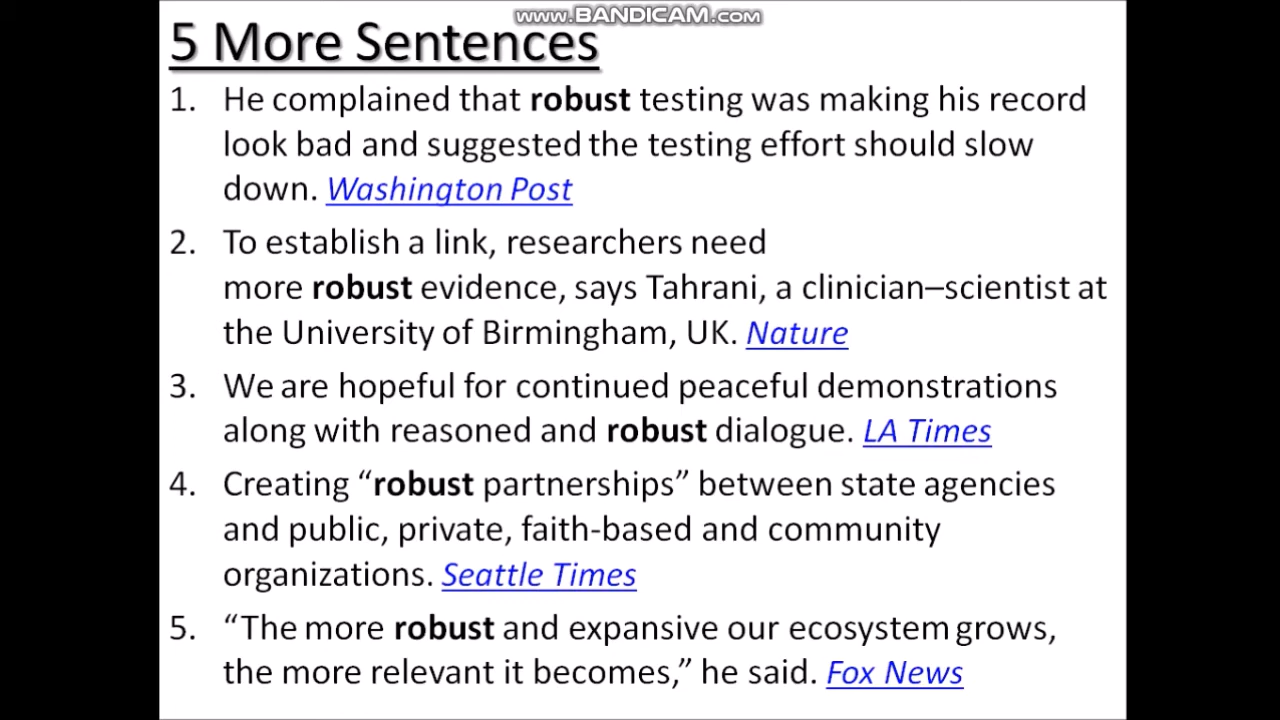 www.BANDICAM.com
5 More Sentences
1. He complained that robust testing was making his record
look bad and suggested the testing effort should slow
down. Washington Post
2. To establish a link, researchers need
more robust evidence, says Tahrani, a clinician–scientist at
the University of Birmingham, UK. Nature
3. We are hopeful for continued peaceful demonstrations
along with reasoned and robust dialogue. LA Times
4. Creating “robust partnerships” between state agencies
and public, private, faith-based and community
organizations. Seattle Times
5. “The more robust and expansive our ecosystem grows,
the more relevant it becomes,” he said. Fox News